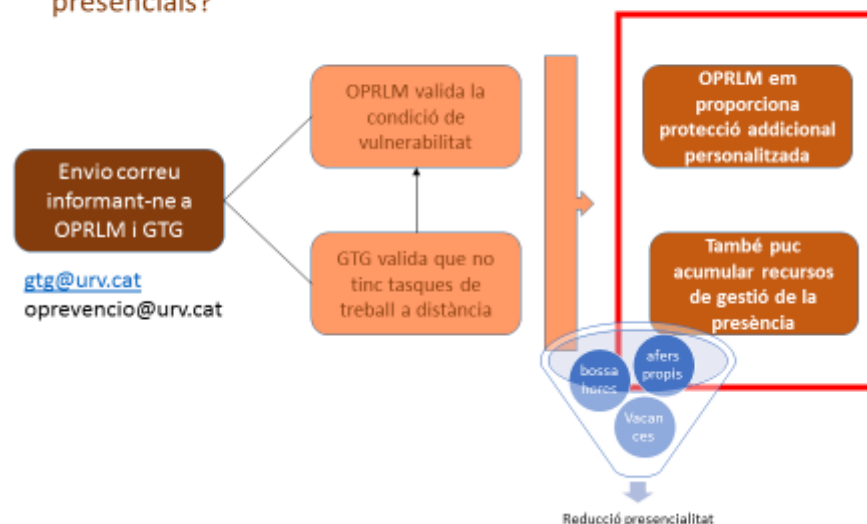 presencials?
Envio correu
informant-ne a
OPRLM i GTG
gtg@urv.cat
oprevencio@urv.cat
OPRLM valida la
condició de
vulnerabilitat
GTG valida que no
tinc tasques de
treball a distància
OPRLM em
proporciona
protecció addicional
personalitzada
També puc
acumular recursos
de gestió de la
presència
bossa
hores
afers
propis
Vacan
ces
Reducció presencialitat